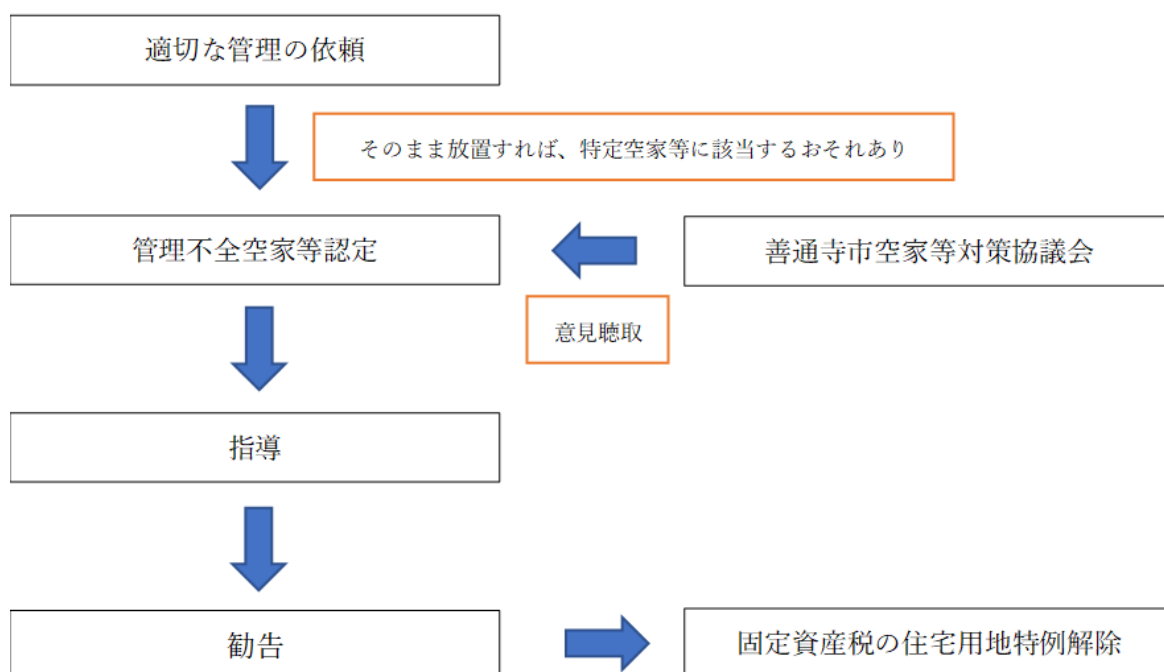 適切な管理の依頼
そのまま放置すれば、特定空家等に該当するおそれあり
管理不全空家等認定
善通寺市空家等対策協議会
意見聴取
指導
勧告
固定資産税の住宅用地特例解除